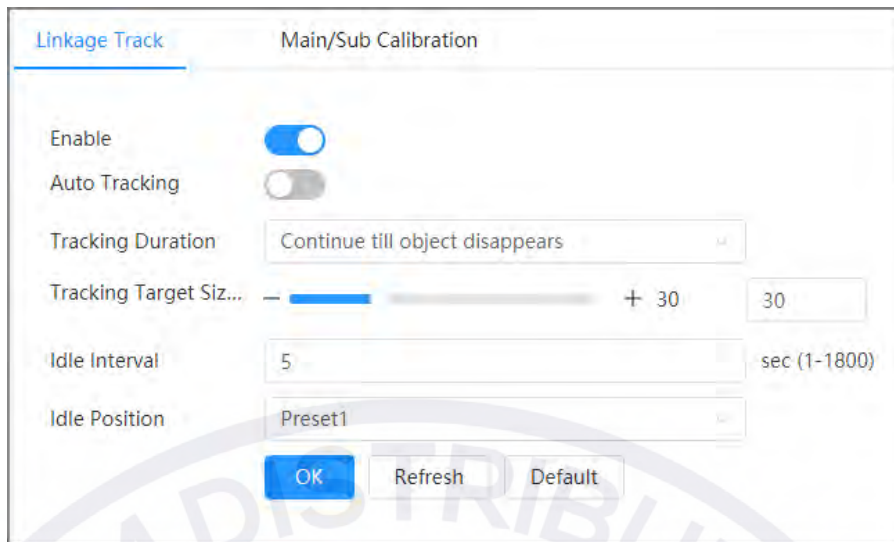 Linkage Track Main/Sub Calibration
Enable
Auto Tracking
Tracking Duration Continue till object disappears
Tracking Target Siz... − + 30 30
Idle Interval 5 sec (1-1800)
Idle Position Preset1
OK Refresh Default
ADISTRIBU